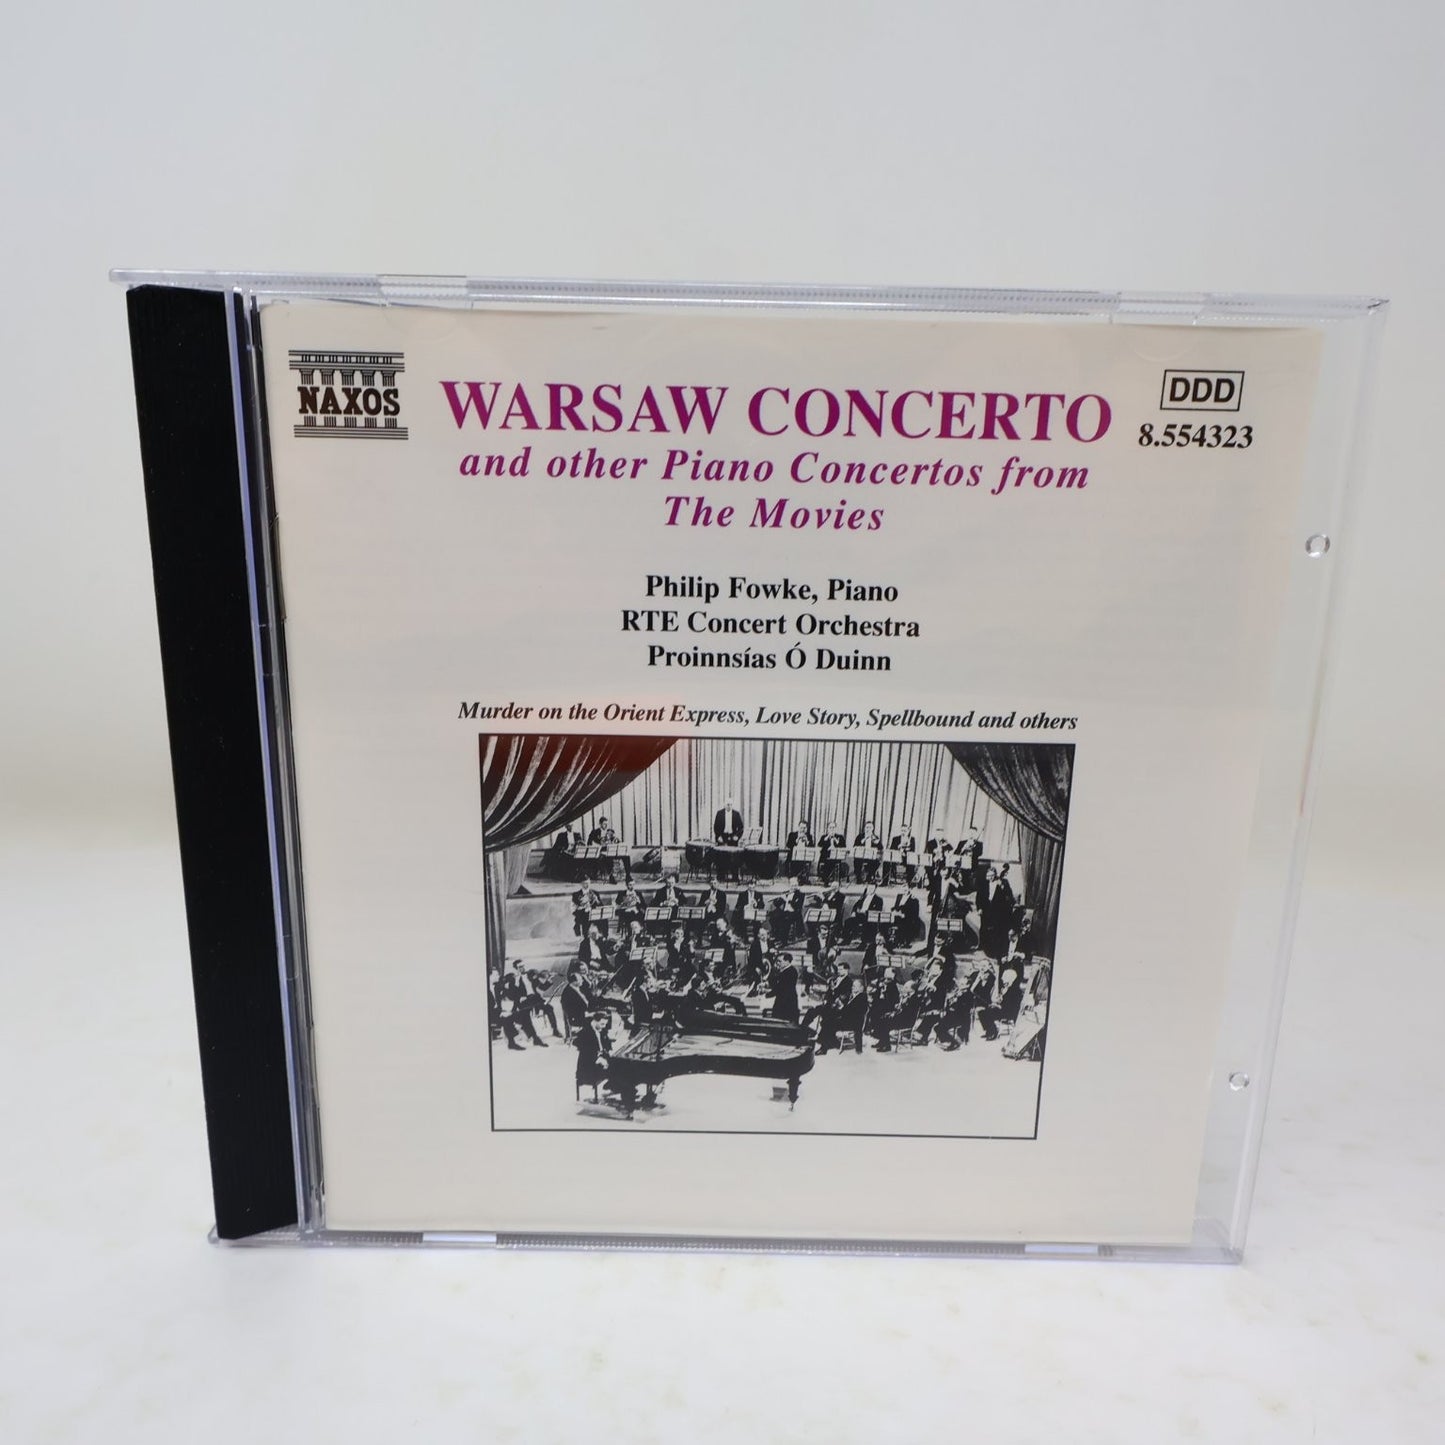 NAXOS
WARSAW CONCERTO
and other Piano Concertos from
The Movies
DDD
8.554323
Philip Fowke, Piano
RTE Concert Orchestra
Proinnsías Ó Duinn
Murder on the Orient Express, Love Story, Spellbound and others